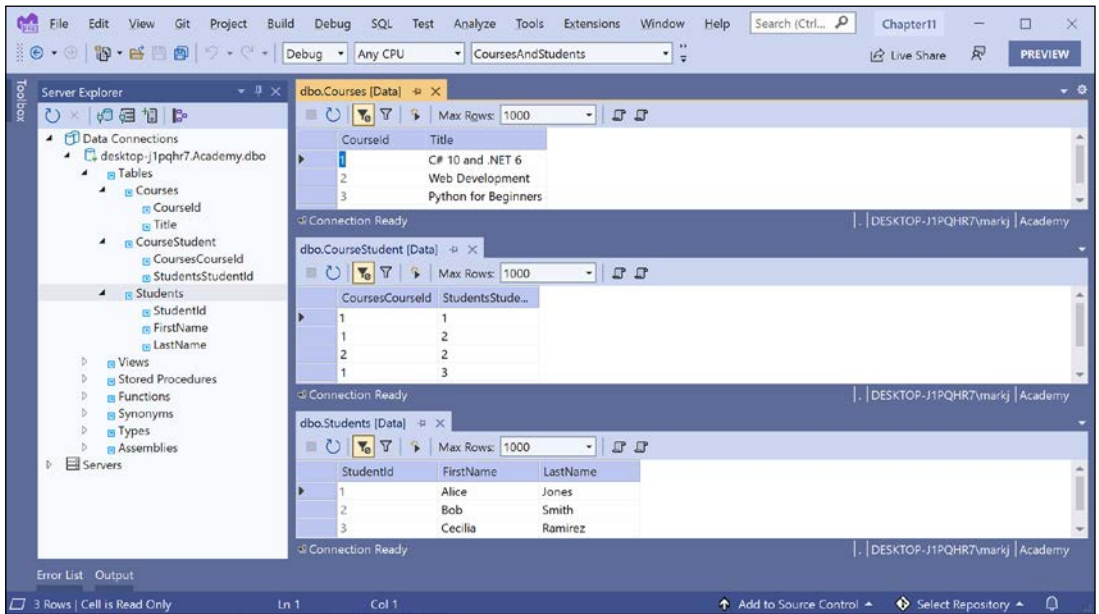 File Edit View Git Project Build Debug SQL Test Analyze Tools Extensions Window Help Search (Ctrl... Chapter11
Debug Any CPU CoursesAndStudents Live Share PREVIEW
Toolbox
Server Explorer
Data Connections
desktop-j1pqhr7.Academy.dbo
Tables
Courses
CourseId
Title
CourseStudent
CoursesCourseId
StudentsStudentId
Students
StudentId
FirstName
LastName
Views
Stored Procedures
Functions
Synonyms
Types
Assemblies
Servers
dbo.Courses [Data]
Max Rows: 1000
CourseId Title
1 C# 10 and .NET 6
2 Web Development
3 Python for Beginners
Connection Ready . DESKTOP-J1PQHR7\markj Academy
dbo.CourseStudent [Data]
Max Rows: 1000
CoursesCourseId StudentsStude...
1 1
1 2
2 2
1 3
Connection Ready . DESKTOP-J1PQHR7\markj Academy
dbo.Students [Data]
Max Rows: 1000
StudentId FirstName LastName
1 Alice Jones
2 Bob Smith
3 Cecilia Ramirez
Connection Ready . DESKTOP-J1PQHR7\markj Academy
Error List Output
3 Rows | Cell is Read Only Ln 1 Col 1 Add to Source Control Select Repository